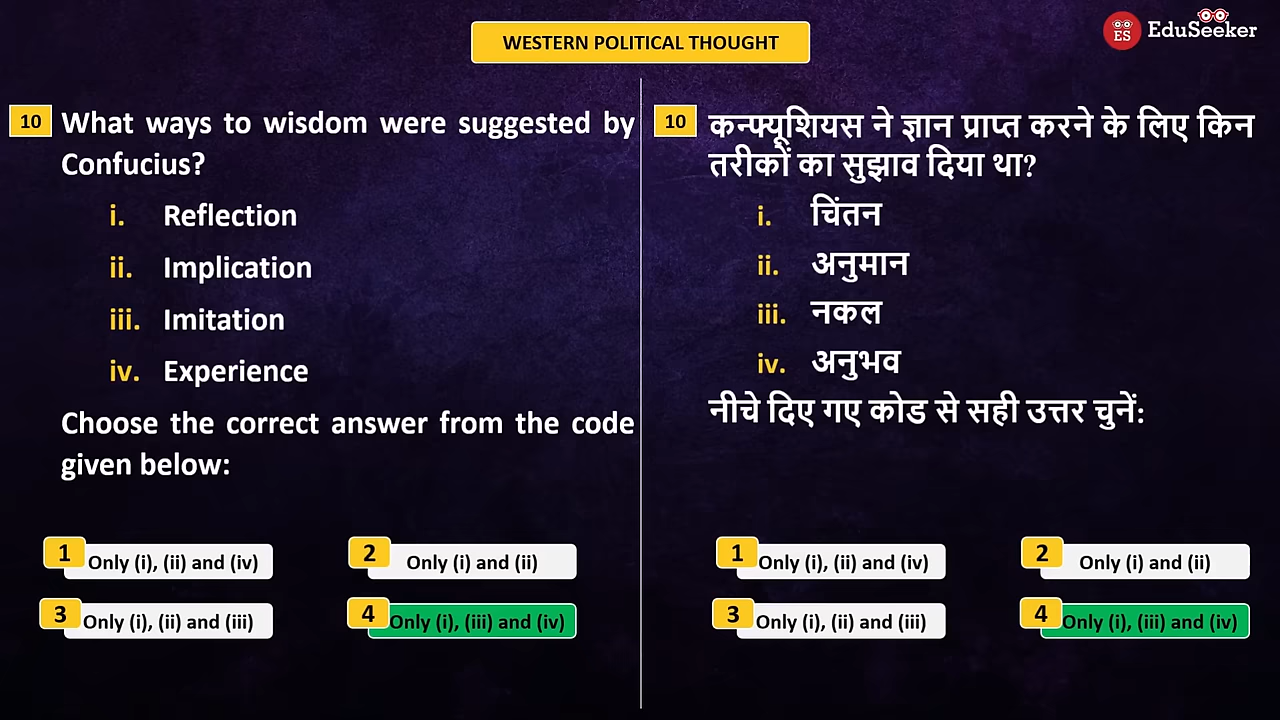 WESTERN POLITICAL THOUGHT
ES EduSeeker
10 What ways to wisdom were suggested by
Confucius?
i. Reflection
ii. Implication
iii. Imitation
iv. Experience
Choose the correct answer from the code
given below:
1 Only (i), (ii) and (iv)
2 Only (i) and (ii)
3 Only (i), (ii) and (iii)
4 Only (i), (iii) and (iv)
10 कन्फ्यूशियस ने ज्ञान प्राप्त करने के लिए किन
तरीकों का सुझाव दिया था?
i. चिंतन
ii. अनुमान
iii. नकल
iv. अनुभव
नीचे दिए गए कोड से सही उत्तर चुनें:
1 Only (i), (ii) and (iv)
2 Only (i) and (ii)
3 Only (i), (ii) and (iii)
4 Only (i), (iii) and (iv)